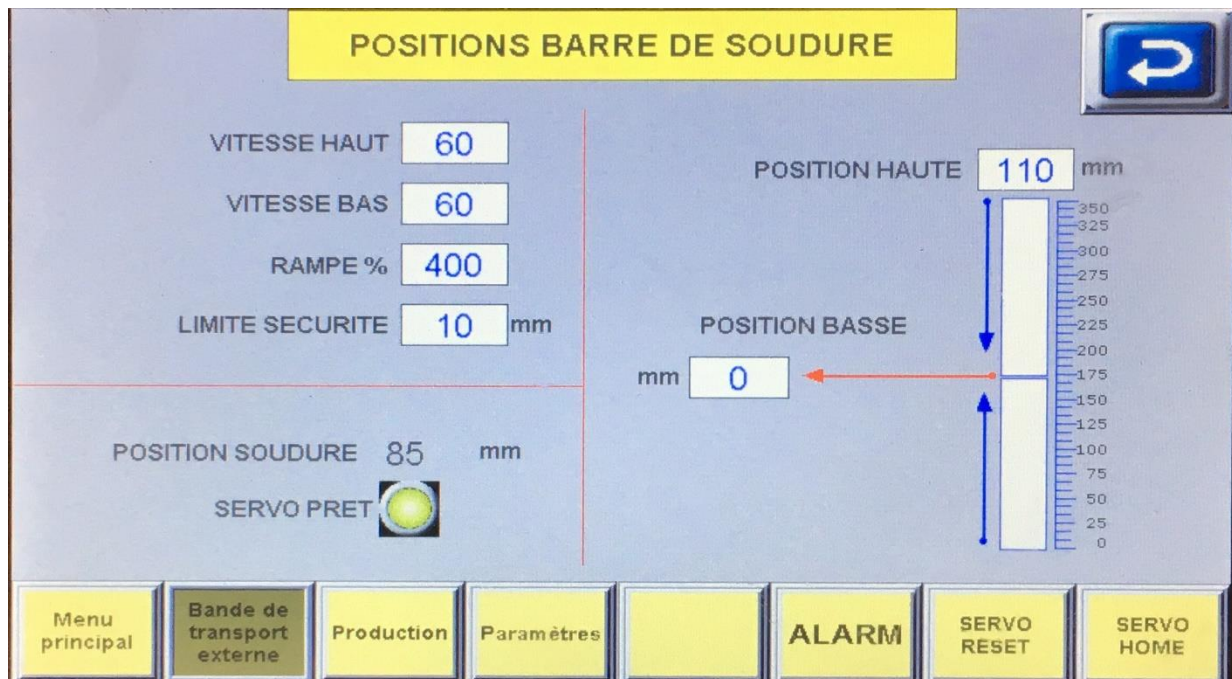 POSITIONS BARRE DE SOUDURE
VITESSE HAUT 60
VITESSE BAS 60
RAMPE % 400
LIMITE SECURITE 10 mm
POSITION SOUDURE 85 mm
SERVO PRET
POSITION HAUTE 110 mm
POSITION BASSE
mm 0
350
325
300
275
250
225
200
175
150
125
100
75
50
25
0
Menu
principal
Bande de
transport
externe
Production
Paramètres
ALARM
SERVO
RESET
SERVO
HOME